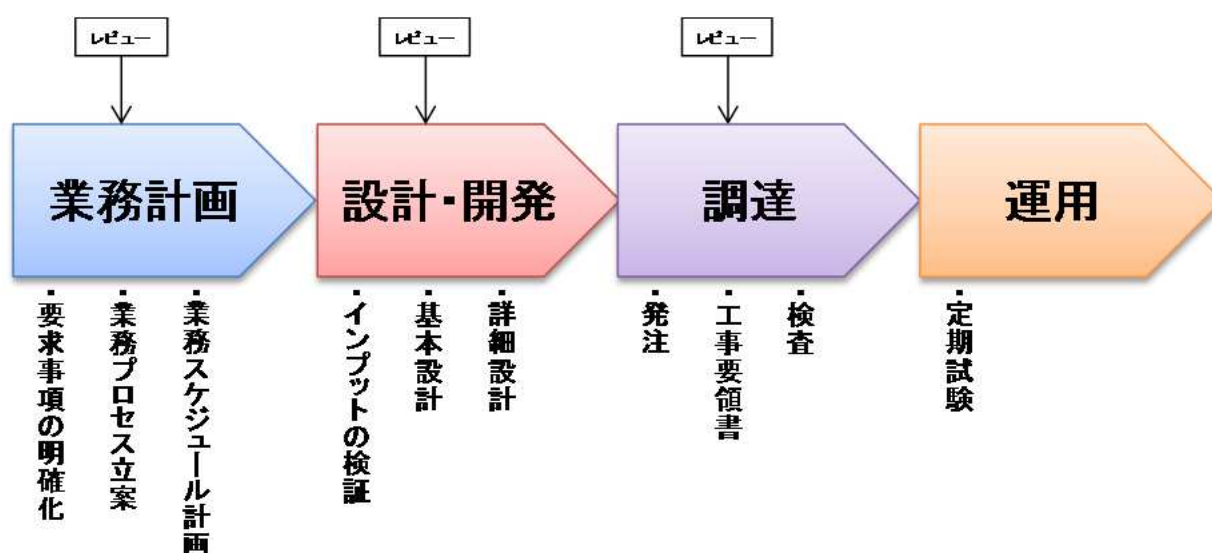 レビュー
レビュー
レビュー
業務計画
設計・開発
調達
運用
・要求事項の明確化
・業務プロセス立案
・業務スケジュール計画
・インプットの検証
・基本設計
・詳細設計
・発注
・工事要領書
・検査
・定期試験